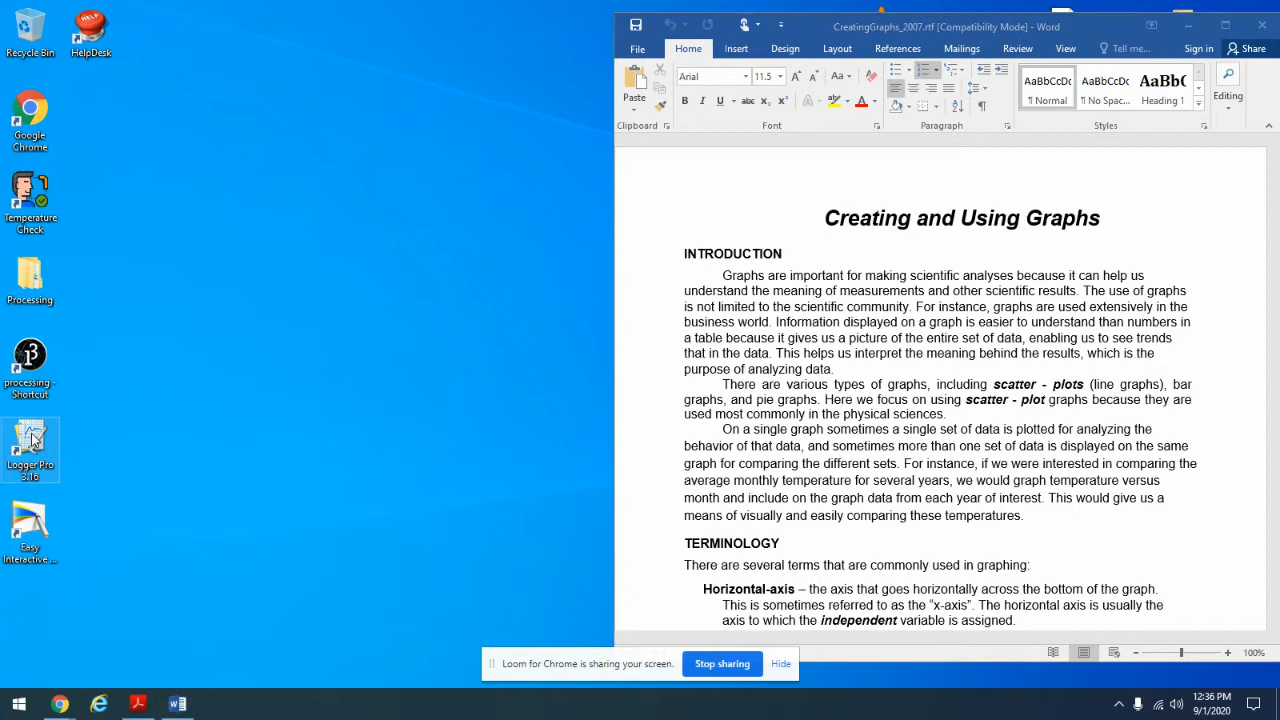 Recycle Bin
HELP
HelpDesk
Google
Chrome
Temperature
Check
Processing
processing -
Shortcut
Logger Pro
3.16
Easy
Interactive ...
CreatingGraphs_2007.rtf [Compatibility Mode] - Word
File Home Insert Design Layout References Mailings Review View Tell me... Sign in Share
Paste
Arial 11.5 A A Aa
B I U abc x₂ x² A A
AaBbCcDc AaBbCcDc AaBbC
¶ Normal ¶ No Spac... Heading 1
Editing
Clipboard Font Paragraph Styles
Creating and Using Graphs
INTRODUCTION
Graphs are important for making scientific analyses because it can help us
understand the meaning of measurements and other scientific results. The use of graphs
is not limited to the scientific community. For instance, graphs are used extensively in the
business world. Information displayed on a graph is easier to understand than numbers in
a table because it gives us a picture of the entire set of data, enabling us to see trends
that in the data. This helps us interpret the meaning behind the results, which is the
purpose of analyzing data.
There are various types of graphs, including scatter - plots (line graphs), bar
graphs, and pie graphs. Here we focus on using scatter - plot graphs because they are
used most commonly in the physical sciences.
On a single graph sometimes a single set of data is plotted for analyzing the
behavior of that data, and sometimes more than one set of data is displayed on the same
graph for comparing the different sets. For instance, if we were interested in comparing the
average monthly temperature for several years, we would graph temperature versus
month and include on the graph data from each year of interest. This would give us a
means of visually and easily comparing these temperatures.
TERMINOLOGY
There are several terms that are commonly used in graphing:
Horizontal-axis – the axis that goes horizontally across the bottom of the graph.
This is sometimes referred to as the “x-axis”. The horizontal axis is usually the
axis to which the independent variable is assigned.
100%
Loom for Chrome is sharing your screen. Stop sharing Hide
12:36 PM
9/1/2020